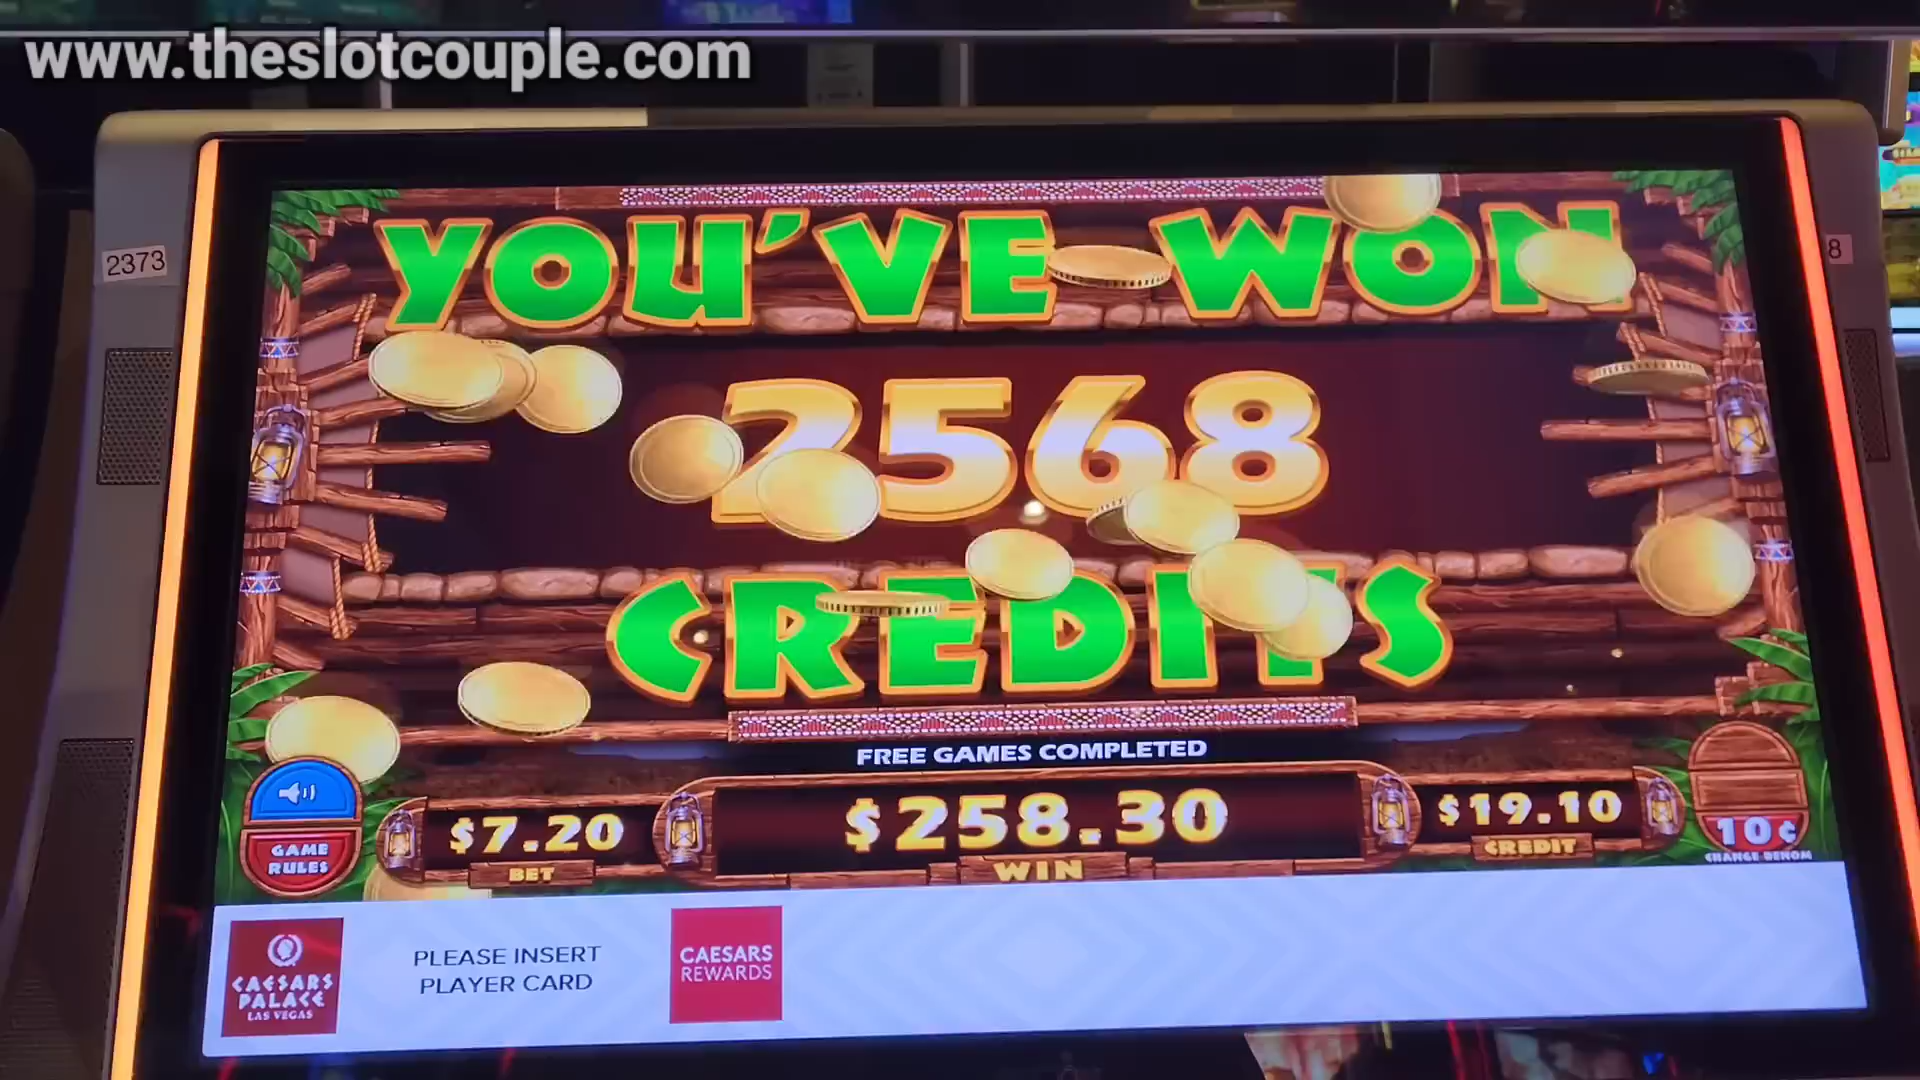 www.theslotcouple.com
2373
8
YOU'VE WON
2568
CREDITS
FREE GAMES COMPLETED
$7.20
BET
$258.30
WIN
$19.10
CREDIT
10¢
CHANGE DENOM
GAME
RULES
CAESARS
PALACE
LAS VEGAS
PLEASE INSERT
PLAYER CARD
CAESARS
REWARDS